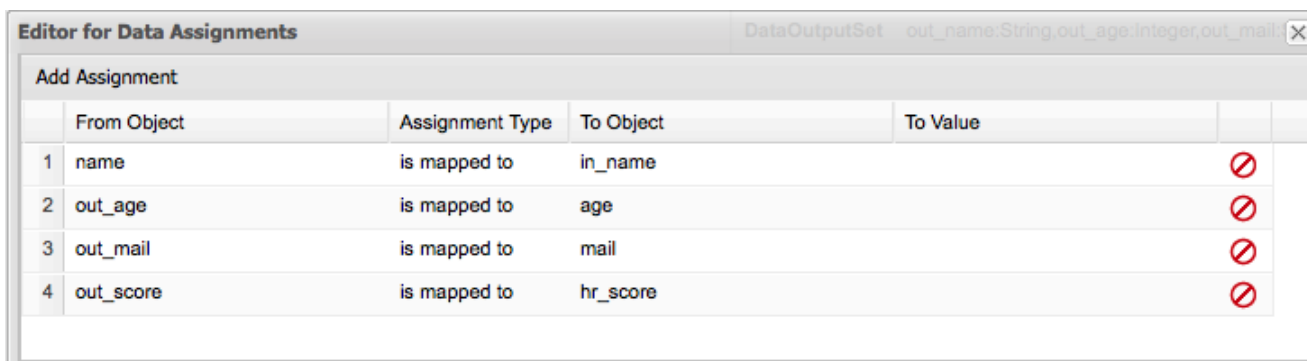 Editor for Data Assignments DataOutputSet out_name:String,out_age:Integer,out_mail:
Add Assignment
From Object Assignment Type To Object To Value
1 name is mapped to in_name
2 out_age is mapped to age
3 out_mail is mapped to mail
4 out_score is mapped to hr_score